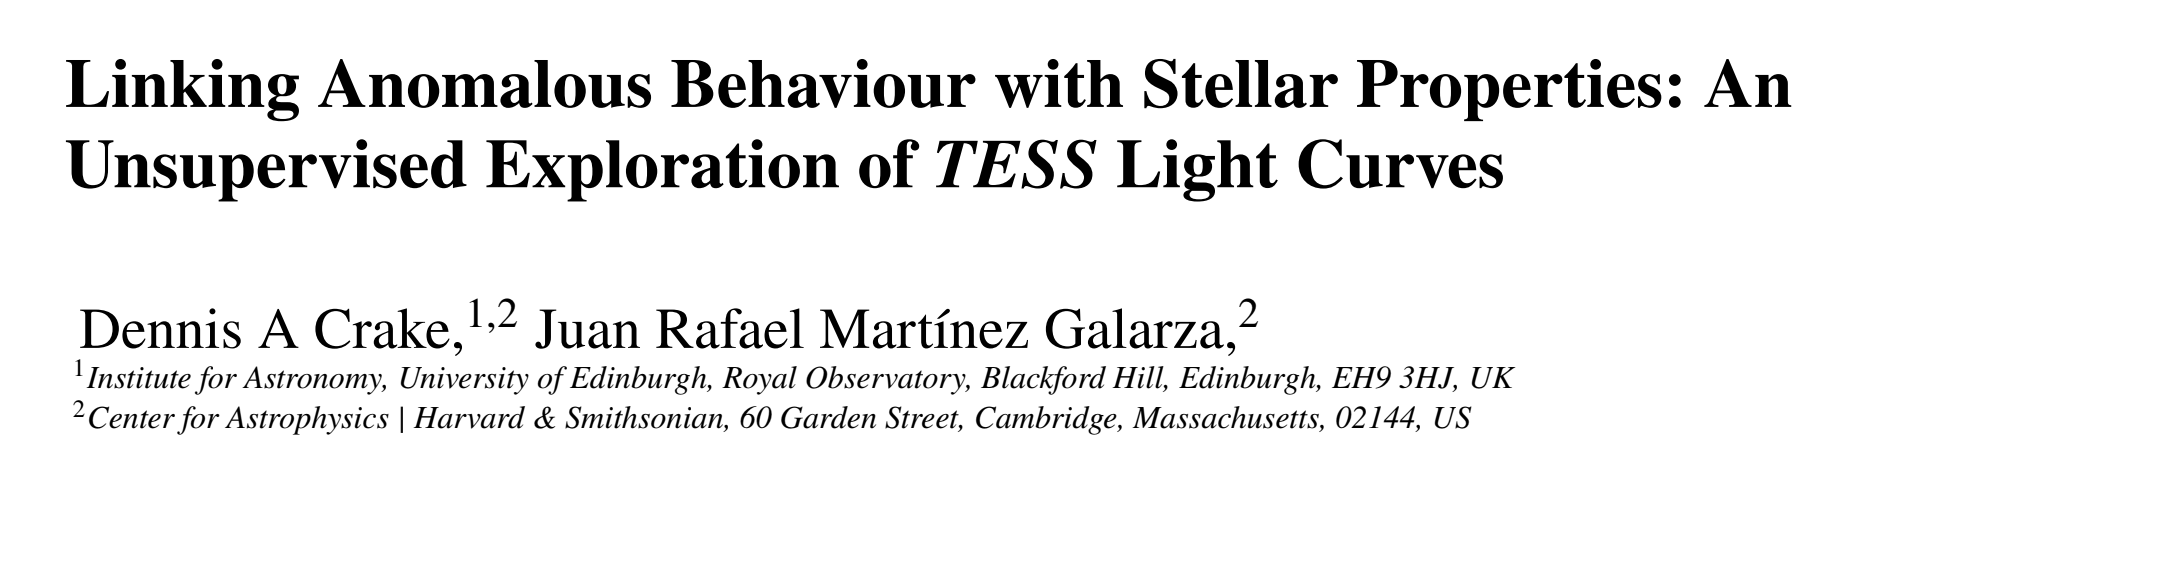 Linking Anomalous Behaviour with Stellar Properties: An
Unsupervised Exploration of TESS Light Curves
Dennis A Crake,1,2 Juan Rafael Martínez Galarza,2
1Institute for Astronomy, University of Edinburgh, Royal Observatory, Blackford Hill, Edinburgh, EH9 3HJ, UK
2Center for Astrophysics | Harvard & Smithsonian, 60 Garden Street, Cambridge, Massachusetts, 02144, US